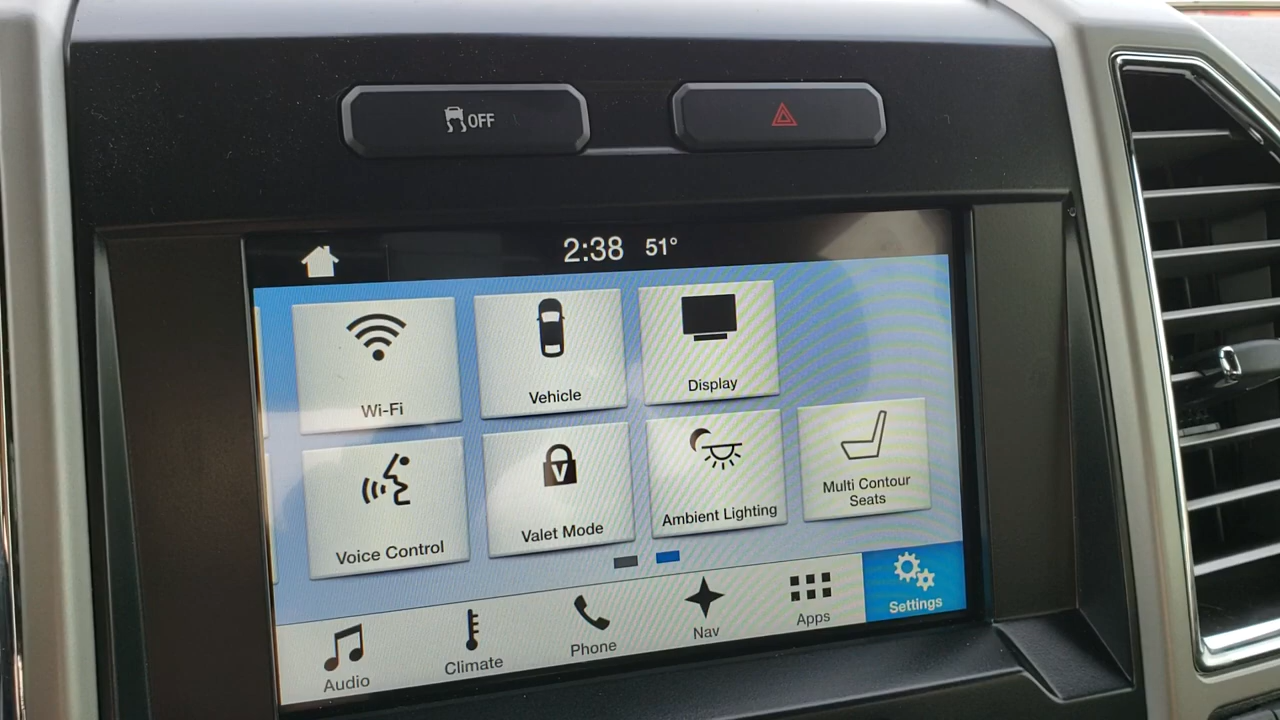 OFF
2:38 51°
Wi-Fi
Vehicle
Display
Voice Control
Valet Mode
Ambient Lighting
Multi Contour
Seats
Audio
Climate
Phone
Nav
Apps
Settings